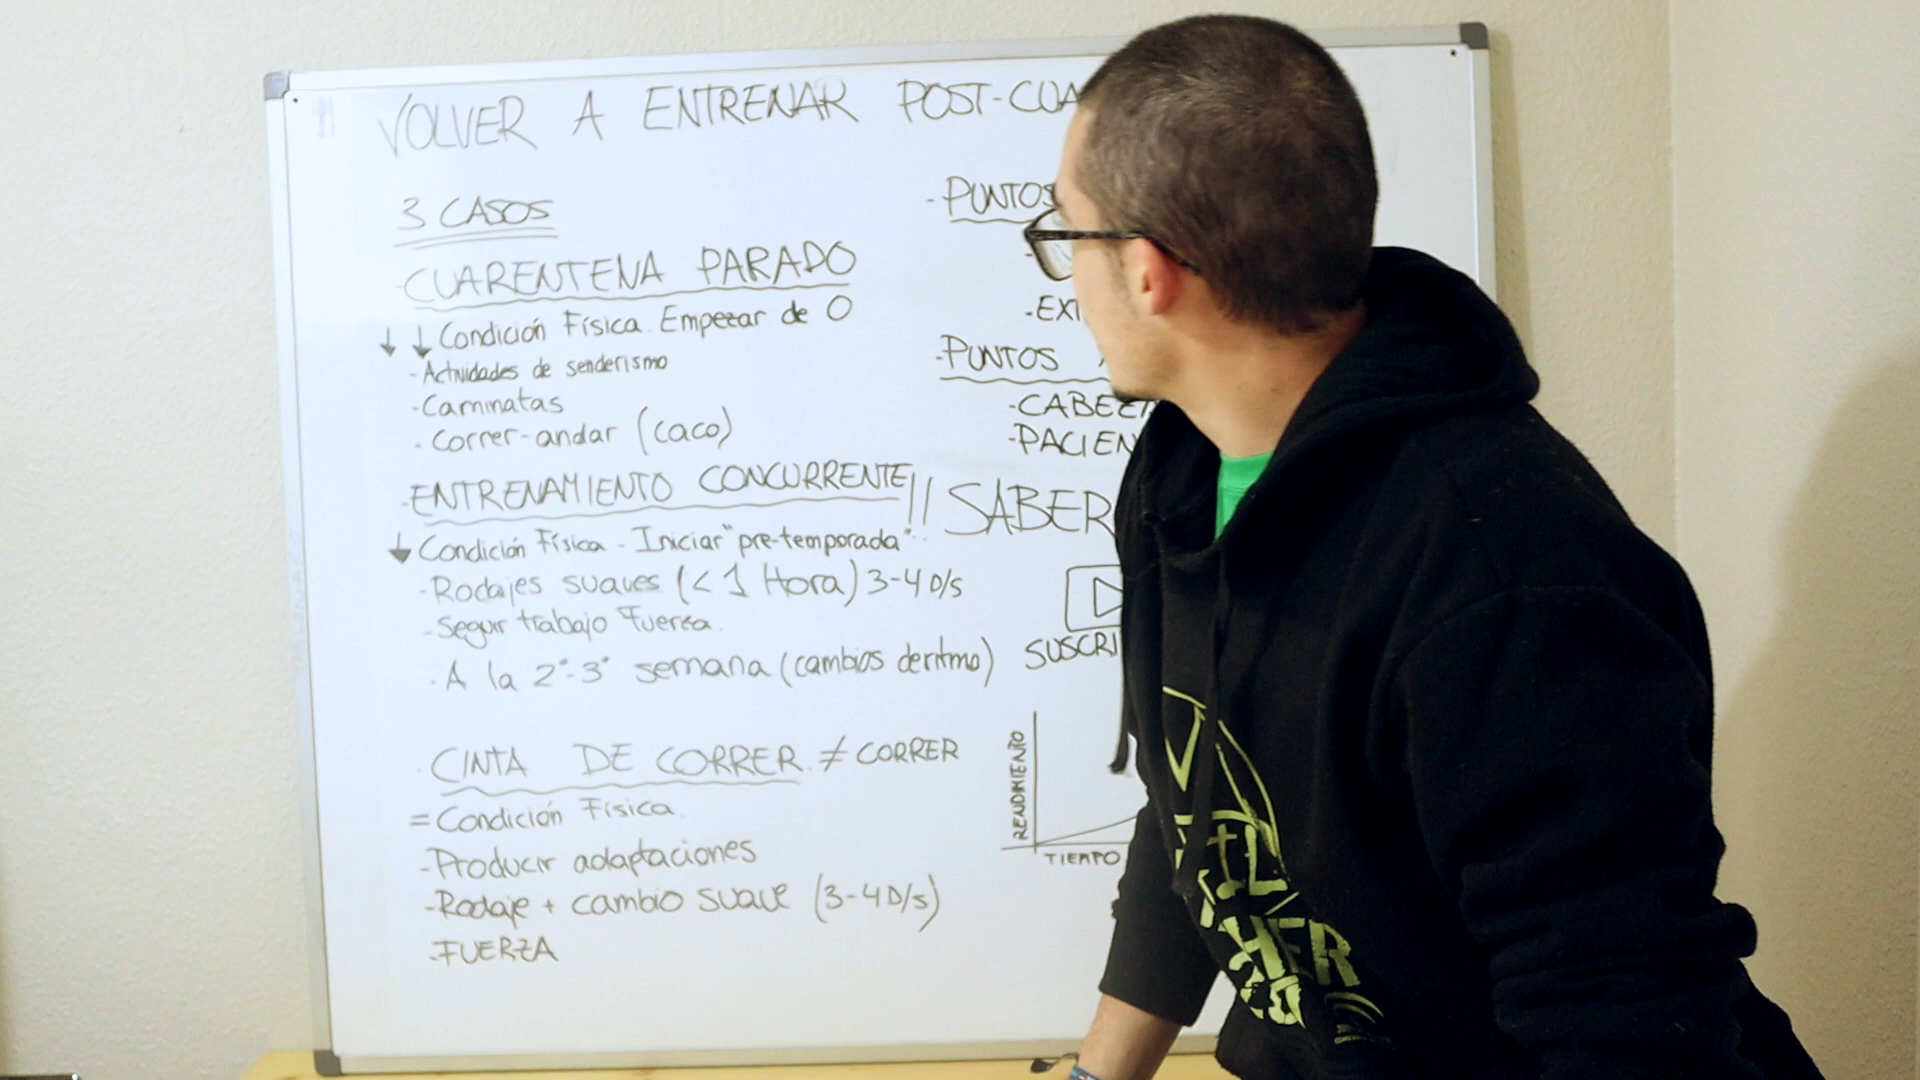 VOLVER A ENTRENAR POST-CUA
3 CASOS
-CUARENTENA PARADO
↓ ↓ Condición Física. Empezar de 0
-Actividades de senderismo
-Caminatas
-Correr-andar (caco)
-ENTRENAMIENTO CONCURRENTE
↓ Condición Física - Iniciar "pre-temporada"
-Rodajes suaves (<1 Hora) 3-4 D/s
-Seguir trabajo Fuerza.
-A la 2ª-3ª semana (cambios de ritmo)
-CINTA DE CORRER ≠ CORRER
=Condición Física.
-Producir adaptaciones
-Rodaje + cambio suave (3-4 D/s)
-FUERZA
-PUNTOS
-EXT
-PUNTOS
-CABEZA
-PACIEN
!! SABER
SUSCRI
RENDIMIENTO
TIEMPO
HER